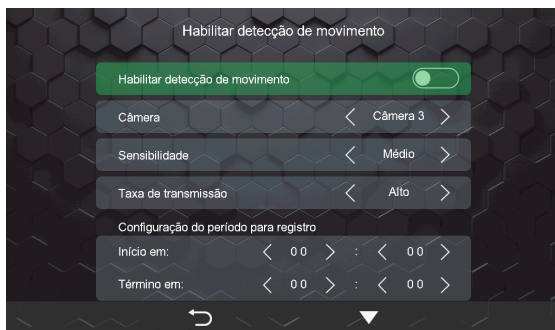 Habilitar detecção de movimento
Habilitar detecção de movimento
Câmera < Câmera 3 >
Sensibilidade < Médio >
Taxa de transmissão < Alto >
Configuração do período para registro
Início em: < 00 > : < 00 >
Término em: < 00 > : < 00 >